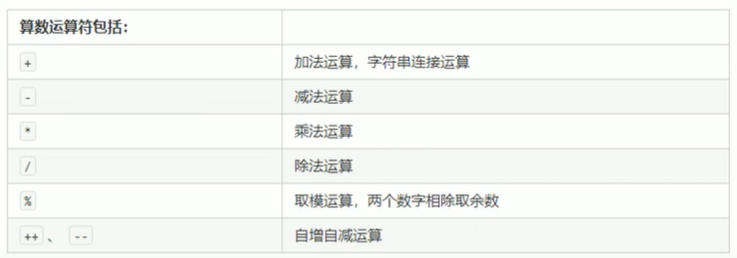 算数运算符包括：
+ 加法运算，字符串连接运算
- 减法运算
* 乘法运算
/ 除法运算
% 取模运算，两个数字相除取余数
++ 、 -- 自增自减运算